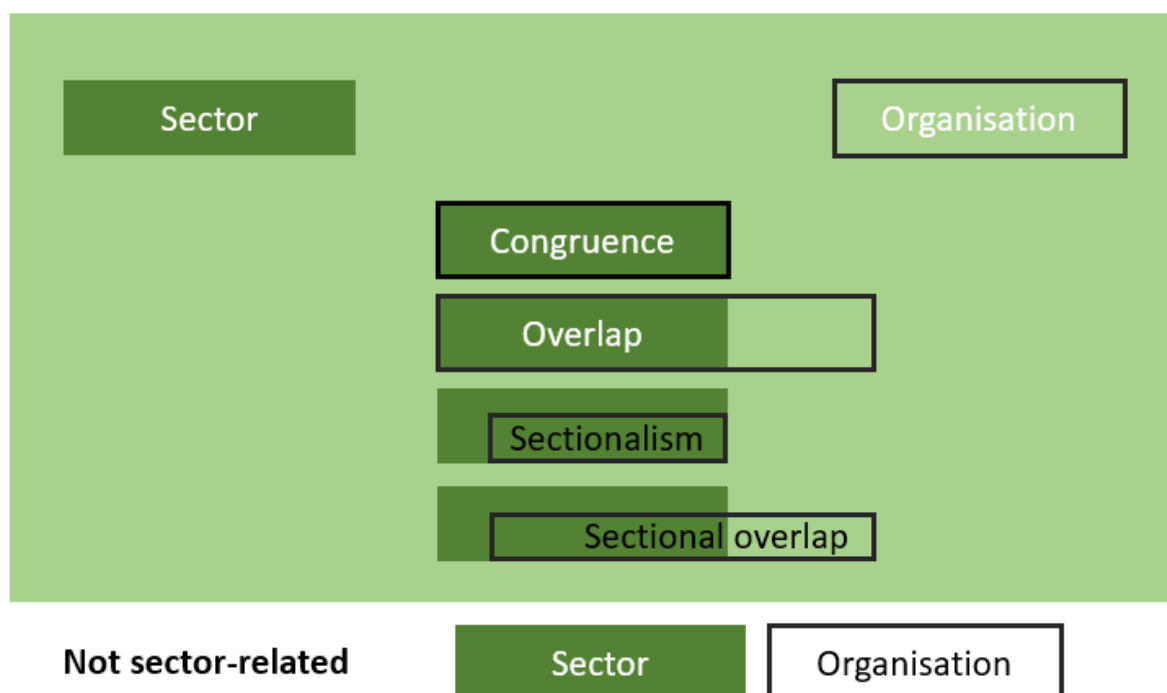 Sector
Organisation
Congruence
Overlap
Sectionalism
Sectional overlap
Not sector-related
Sector
Organisation